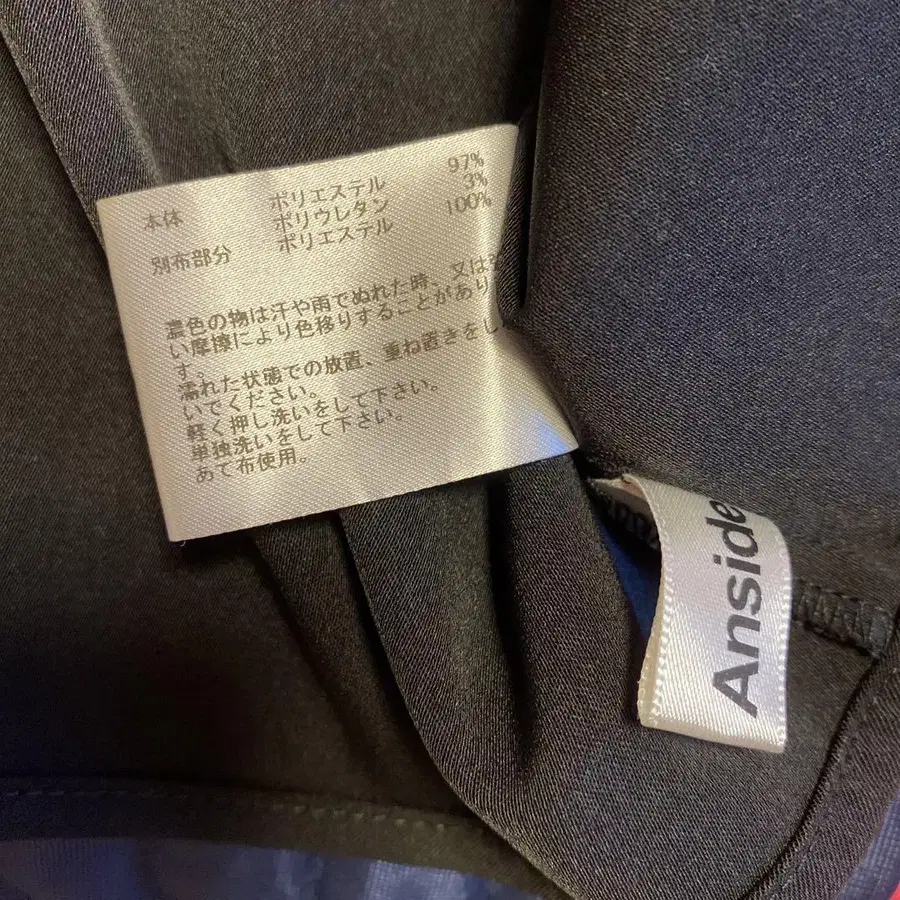 本体 ポリエステル 97%
ポリウレタン 3%
別布部分 ポリエステル 100%
濃色の物は汗や雨でぬれた時、又は
い摩擦により色移りすることがあり
す。
濡れた状態での放置、重ね置きをし
いでください。
軽く押し洗いをして下さい。
単独洗いをして下さい。
あて布使用。
Anside